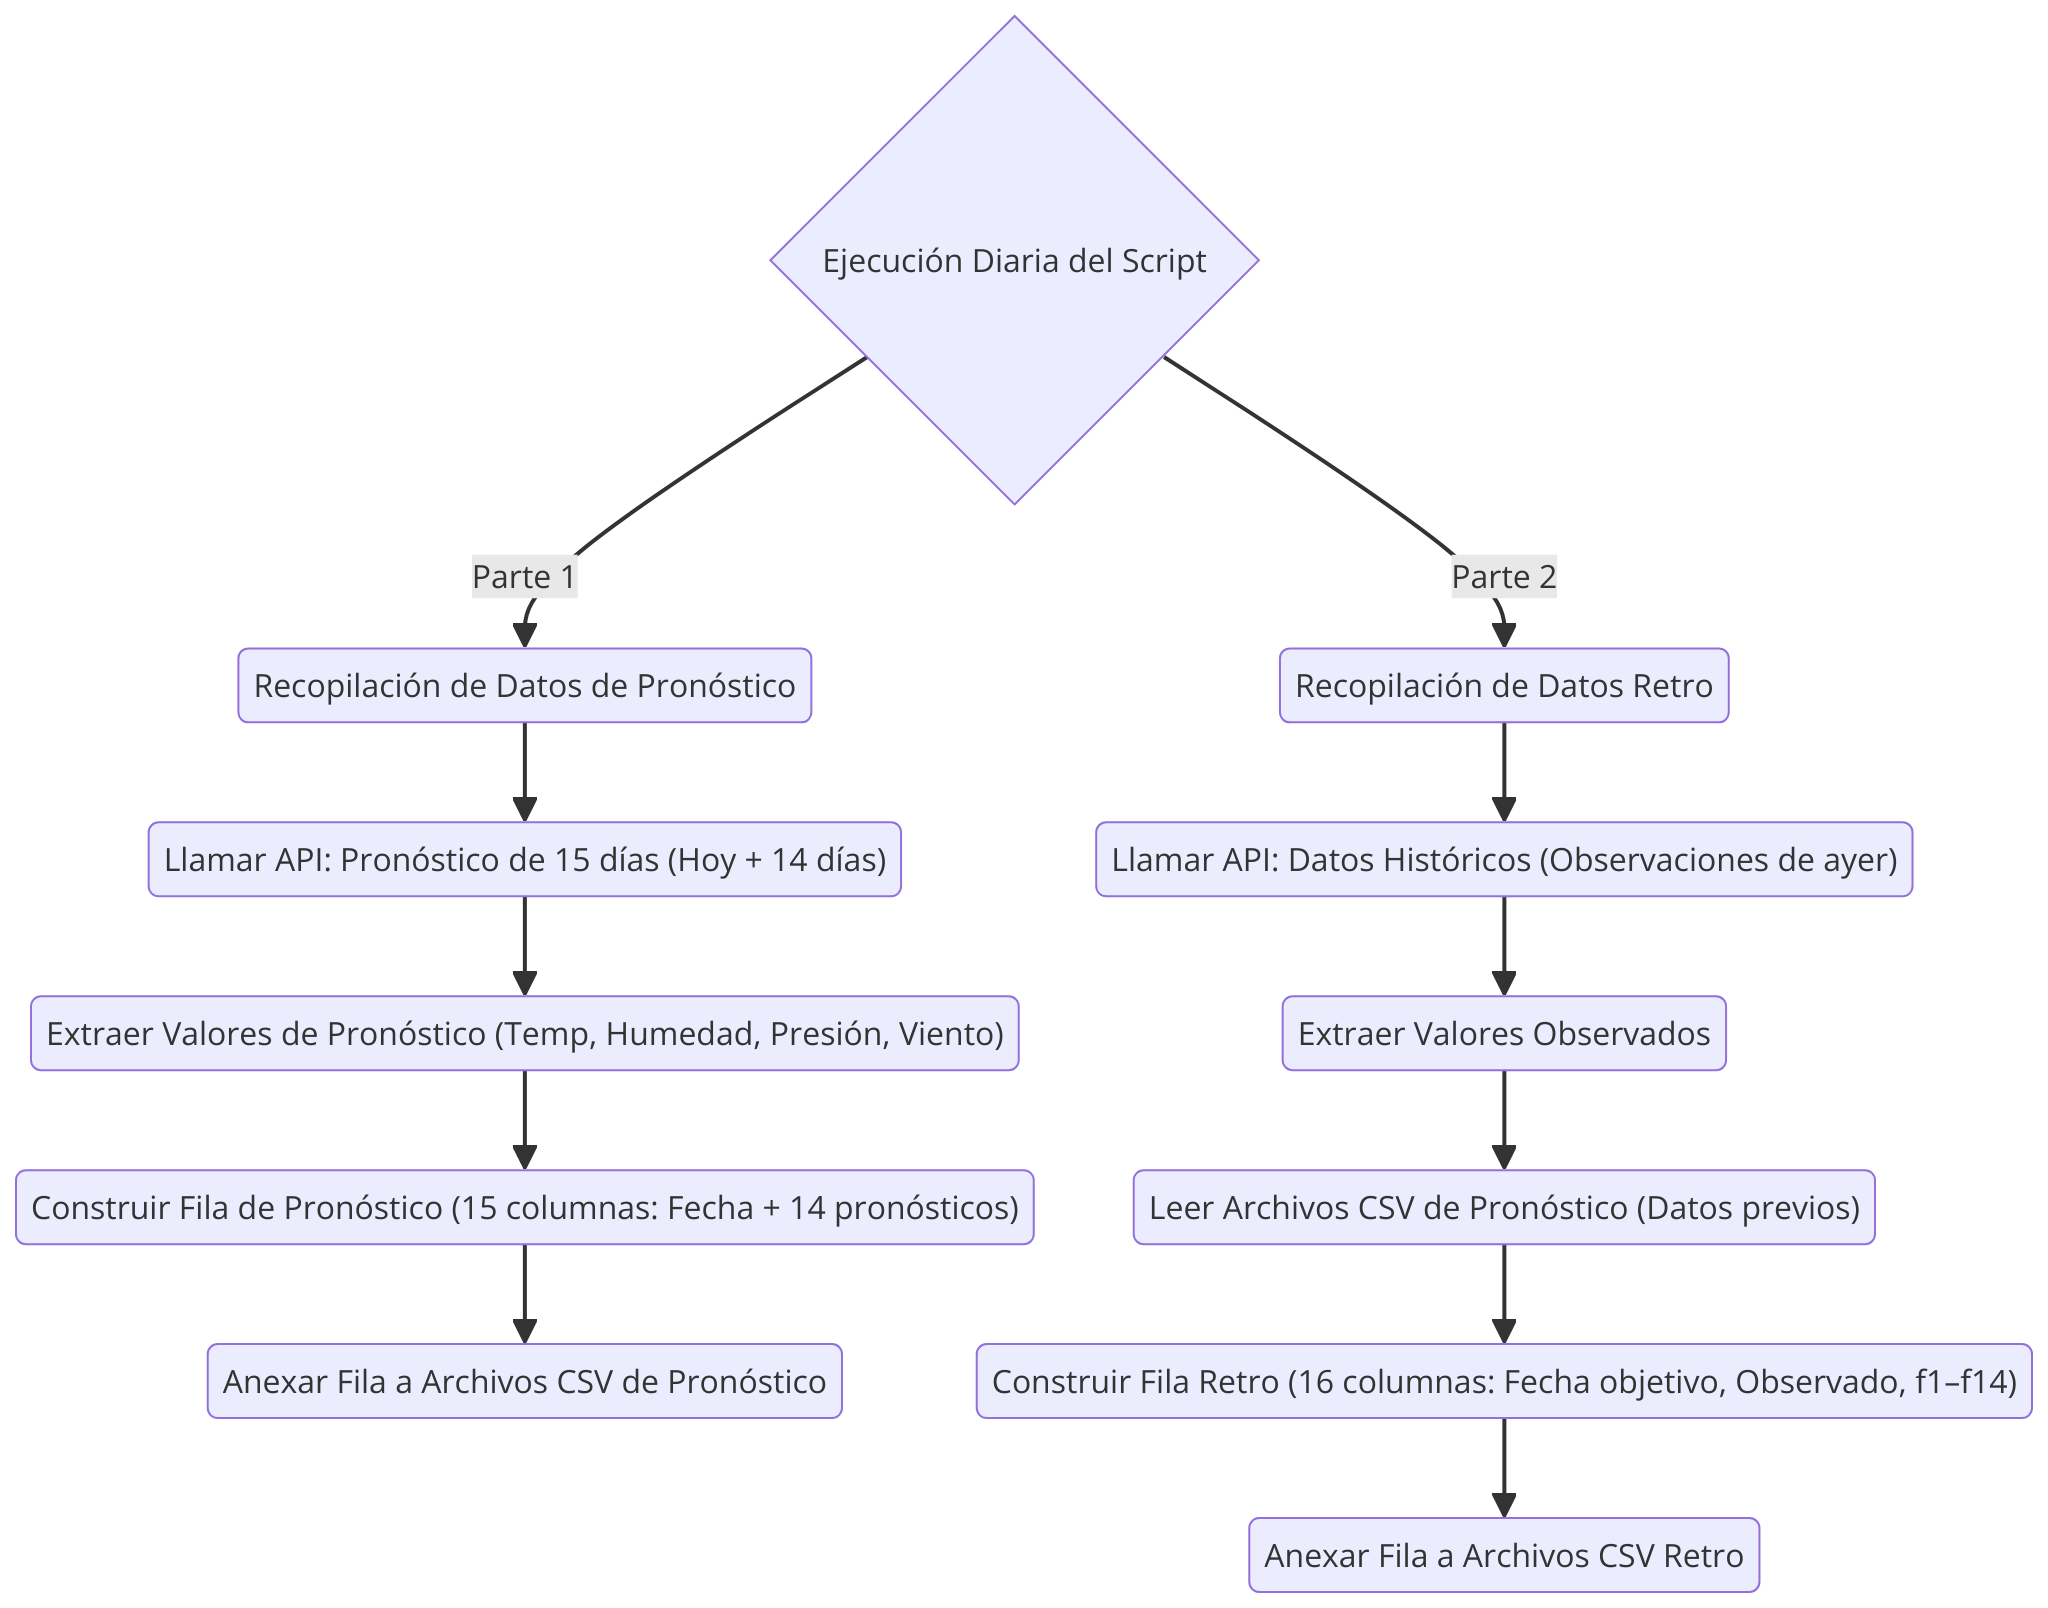 Ejecución Diaria del Script
Parte 1
Parte 2
Recopilación de Datos de Pronóstico
Recopilación de Datos Retro
Llamar API: Pronóstico de 15 días (Hoy + 14 días)
Llamar API: Datos Históricos (Observaciones de ayer)
Extraer Valores de Pronóstico (Temp, Humedad, Presión, Viento)
Extraer Valores Observados
Construir Fila de Pronóstico (15 columnas: Fecha + 14 pronósticos)
Leer Archivos CSV de Pronóstico (Datos previos)
Anexar Fila a Archivos CSV de Pronóstico
Construir Fila Retro (16 columnas: Fecha objetivo, Observado, f1–f14)
Anexar Fila a Archivos CSV Retro